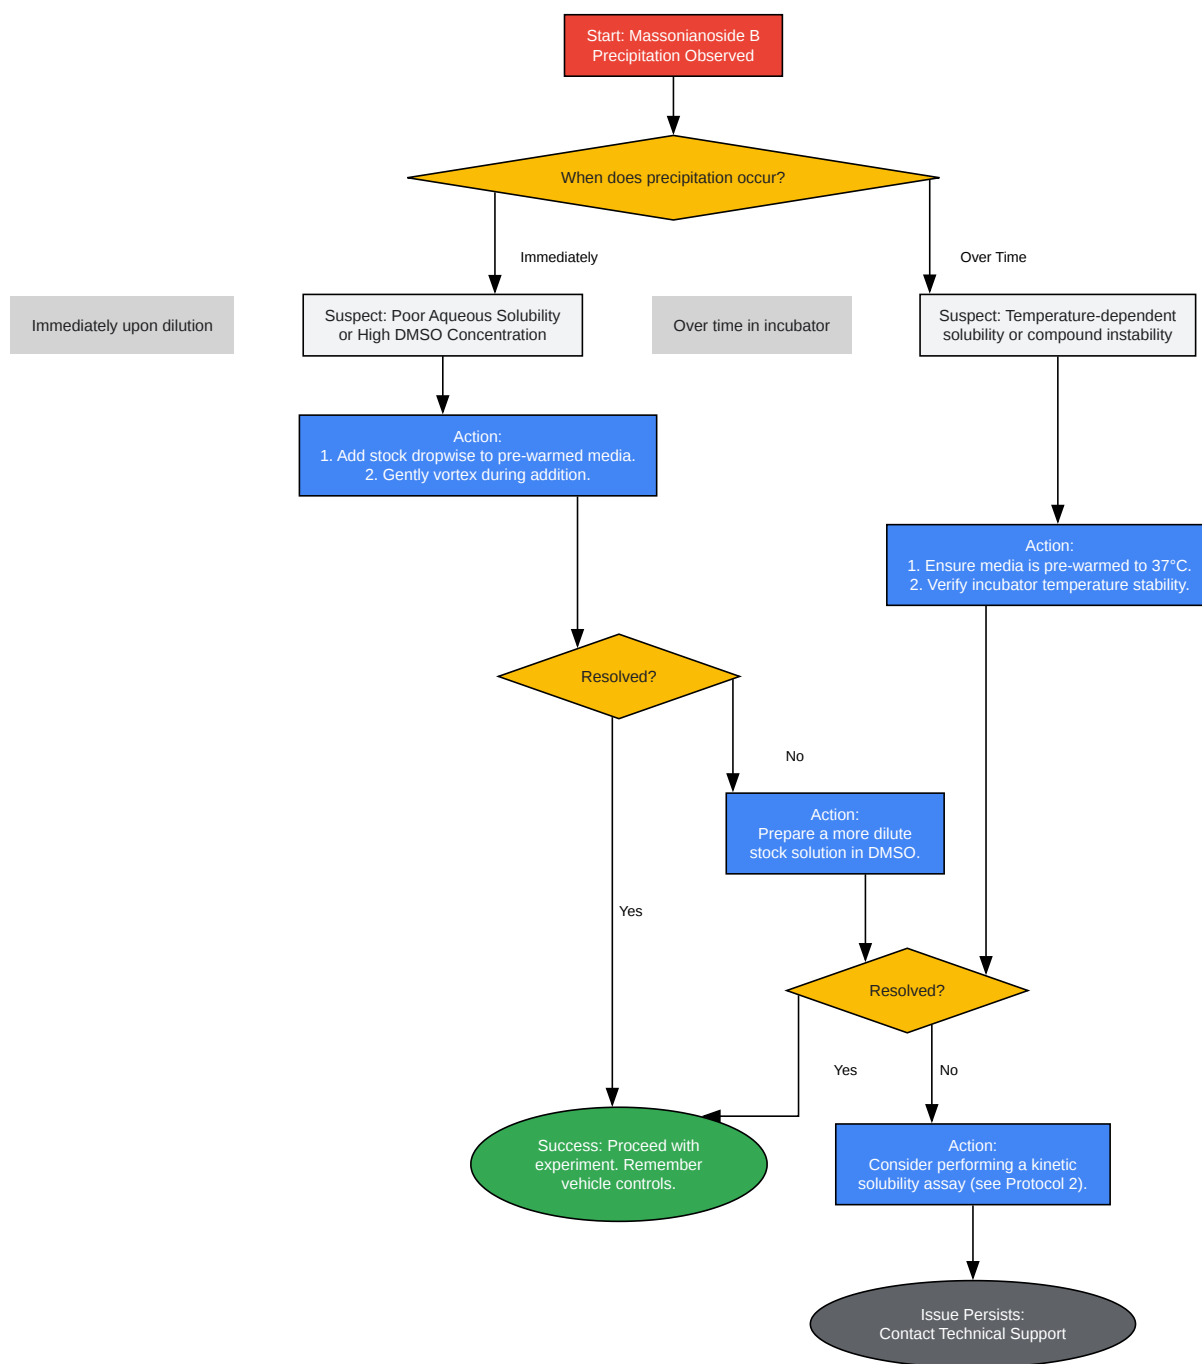 Start: Massonianoside B
Precipitation Observed
When does precipitation occur?
Immediately
Over Time
Immediately upon dilution
Suspect: Poor Aqueous Solubility
or High DMSO Concentration
Over time in incubator
Suspect: Temperature-dependent
solubility or compound instability
Action:
1. Add stock dropwise to pre-warmed media.
2. Gently vortex during addition.
Action:
1. Ensure media is pre-warmed to 37°C.
2. Verify incubator temperature stability.
Resolved?
No
Action:
Prepare a more dilute
stock solution in DMSO.
Yes
Resolved?
Yes
No
Success: Proceed with
experiment. Remember
vehicle controls.
Action:
Consider performing a kinetic
solubility assay (see Protocol 2).
Issue Persists:
Contact Technical Support